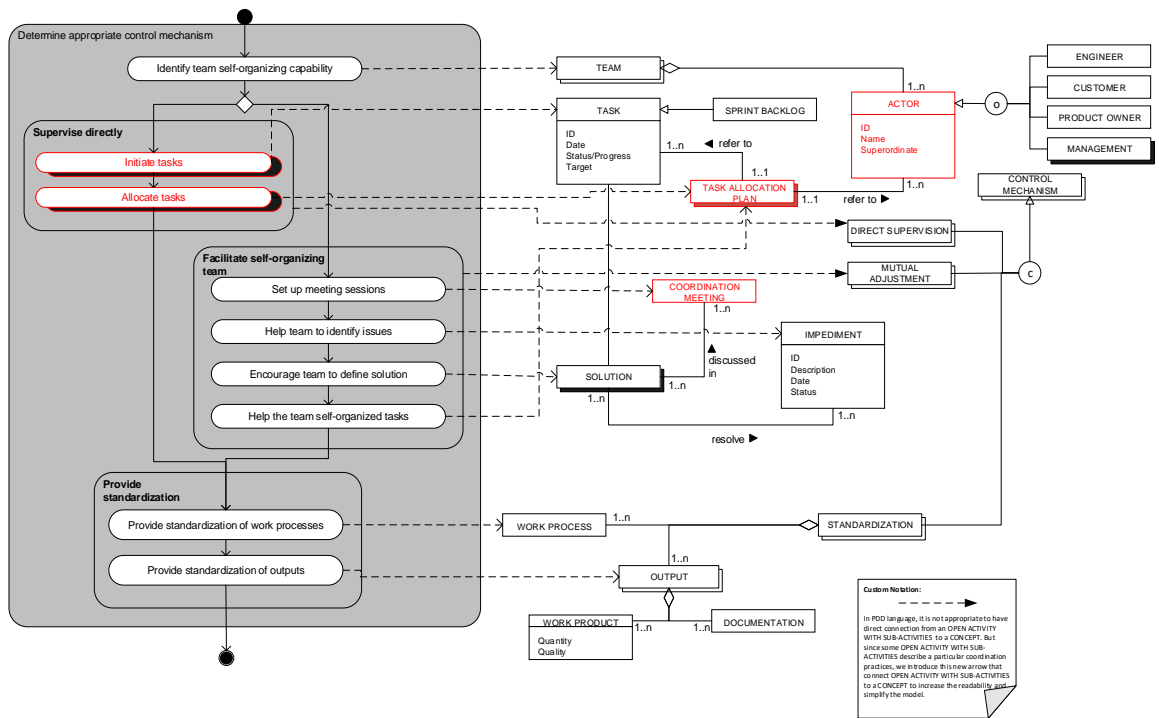 Determine appropriate control mechanism
Identify team self-organizing capability
Supervise directly
Initiate tasks
Allocate tasks
Facilitate self-organizing
team
Set up meeting sessions
Help team to identify issues
Encourage team to define solution
Help the team self-organized tasks
Provide
standardization
Provide standardization of work processes
Provide standardization of outputs
TEAM
TASK
ID
Date
Status/Progress
Target
SPRINT BACKLOG
1..n
ACTOR
ID
Name
Superordinate
1..n
o
ENGINEER
CUSTOMER
PRODUCT OWNER
MANAGEMENT
1..n
◄ refer to
1..1
TASK ALLOCATION
PLAN
1..1
refer to ►
CONTROL
MECHANISM
DIRECT SUPERVISION
MUTUAL
ADJUSTMENT
c
COORDINATION
MEETING
1..n
▲
discussed
in
IMPEDIMENT
ID
Description
Date
Status
1..n
SOLUTION
1..n
1..n
resolve ►
WORK PROCESS
1..n
STANDARDIZATION
1..n
OUTPUT
WORK PRODUCT
Quantity
Quality
1..n
1..n
DOCUMENTATION
Custom Notation:
In PDD language, it is not appropriate to have
direct connection from an OPEN ACTIVITY
WITH SUB-ACTIVITIES to a CONCEPT. But
since some OPEN ACTIVITY WITH SUB-
ACTIVITIES describe a particular coordination
practices, we introduce this new arrow that
connect OPEN ACTIVITY WITH SUB-ACTIVITIES
to a CONCEPT to increase the readability and
simplify the model.